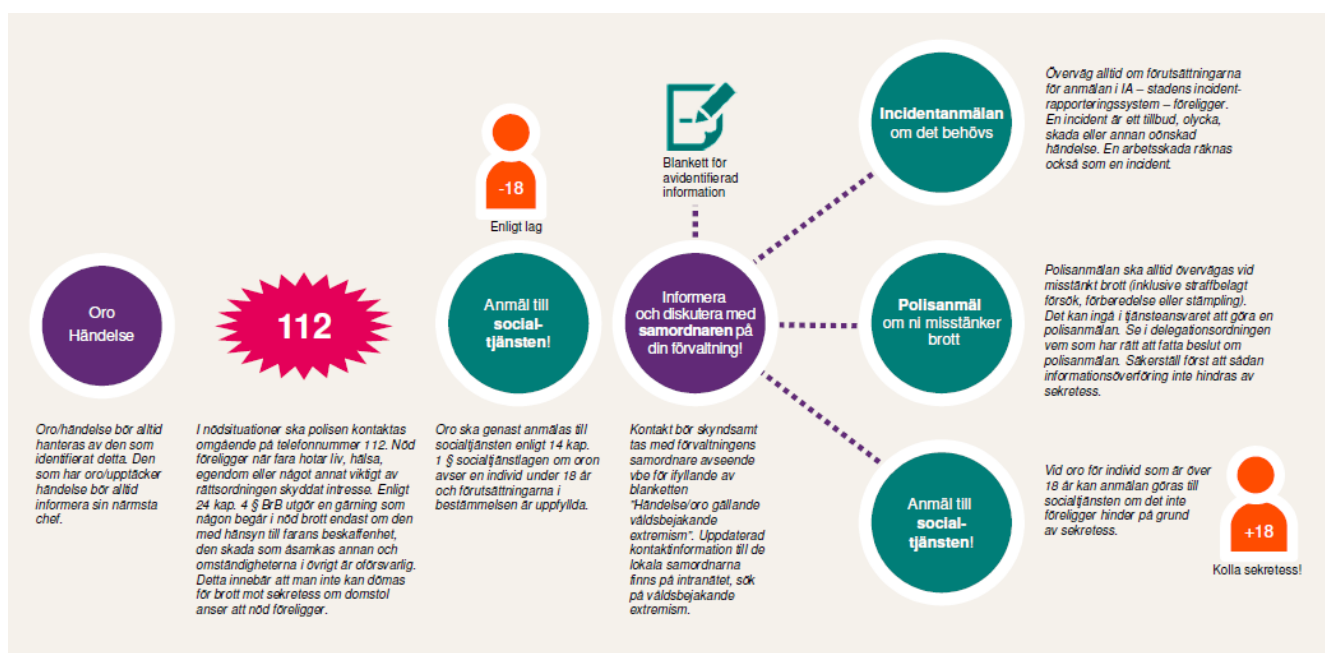 Oro
Händelse
Oro/händelse bör alltid
hanteras av den som
identifierat detta. Den
som har oro/upptäcker
händelse bör alltid
informera sin närmsta
chef.
112
I nödsituationer ska polisen kontaktas
omgående på telefonnummer 112. Nöd
föreligger när fara hotar liv, hälsa,
egendom eller något annat viktigt av
rättsordningen skyddat intresse. Enligt
24 kap. 4 § BrB utgör en gärning som
någon begår i nöd brott endast om den
med hänsyn till farans beskaffenhet,
den skada som åsamkas annan och
omständigheterna i övrigt är oförsvarlig.
Detta innebär att man inte kan dömas
för brott mot sekretess om domstol
anser att nöd föreligger.
-18
Enligt lag
Anmäl till
social-
tjänsten!
Oro ska genast anmälas till
socialtjänsten enligt 14 kap.
1 § socialtjänstlagen om oron
avser en individ under 18 år
och förutsättningarna i
bestämmelsen är uppfyllda.
Blankett för
avidentifierad
information
Informera
och diskutera med
samordnaren på
din förvaltning!
Kontakt bör skyndsamt
tas med förvaltningens
samordnare avseende
vbe för ifyllande av
blanketten
"Händelse/oro gällande
våldsbejakande
extremism". Uppdaterad
kontaktinformation till de
lokala samordnarna
finns på intranätet, sök
på våldsbejakande
extremism.
Incidentanmälan
om det behövs
Överväg alltid om förutsättningarna
för anmälan i IA – stadens incident-
rapporteringssystem – föreligger.
En incident är ett tillbud, olycka,
skada eller annan oönskad
händelse. En arbetsskada räknas
också som en incident.
Polisanmäl
om ni misstänker
brott
Polisanmälan ska alltid övervägas vid
misstänkt brott (inklusive straffbelagt
försök, förberedelse eller stämpling).
Det kan ingå i tjänsteansvaret att göra en
polisanmälan. Se i delegationsordningen
vem som har rätt att fatta beslut om
polisanmälan. Säkerställ först att sådan
informationsöverföring inte hindras av
sekretess.
Anmäl till
social-
tjänsten!
Vid oro för individ som är över
18 år kan anmälan göras till
socialtjänsten om det inte
föreligger hinder på grund
av sekretess.
+18
Kolla sekretess!